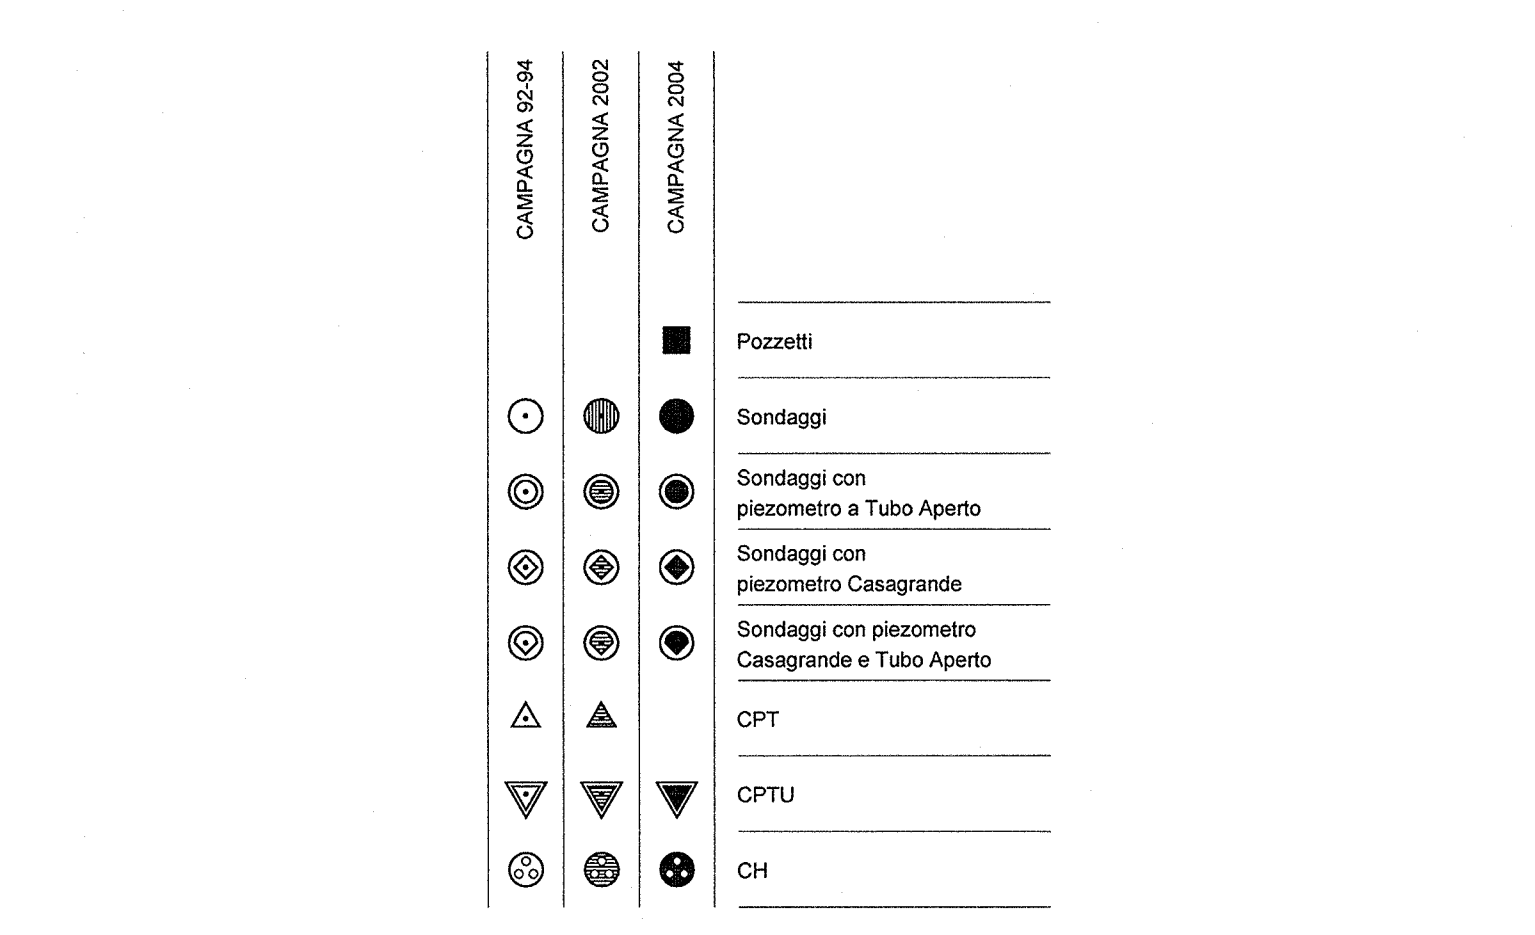 CAMPAGNA 92-94
CAMPAGNA 2002
CAMPAGNA 2004
Pozzetti
Sondaggi
Sondaggi con
piezometro a Tubo Aperto
Sondaggi con
piezometro Casagrande
Sondaggi con piezometro
Casagrande e Tubo Aperto
CPT
CPTU
CH